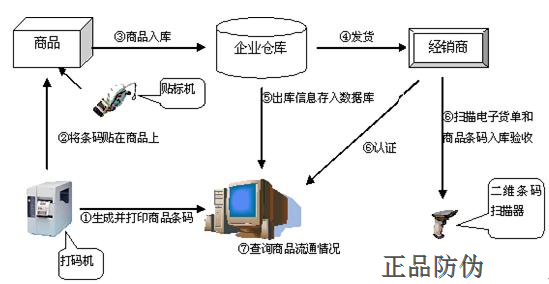 商品
③商品入库
企业仓库
④发货
经销商
贴标机
⑤出库信息存入数据库
②将条码贴在商品上
⑥认证
⑥扫描电子货单和
商品条码入库验收
①生成并打印商品条码
二维条码
扫描器
打码机
⑦查询商品流通情况
正品防伪